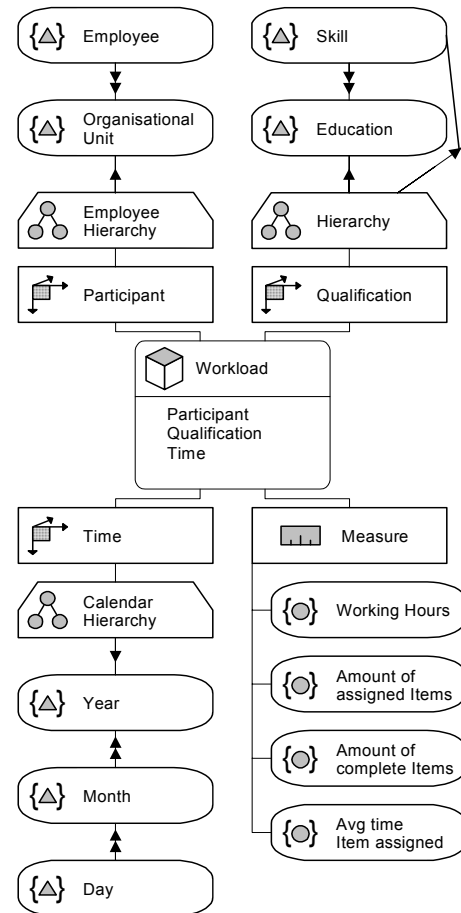 Employee
Skill
Organisational
Unit
Education
Employee
Hierarchy
Hierarchy
Participant
Qualification
Workload
Participant
Qualification
Time
Time
Measure
Calendar
Hierarchy
Working Hours
Year
Amount of
assigned Items
Month
Amount of
complete Items
Day
Avg time
Item assigned